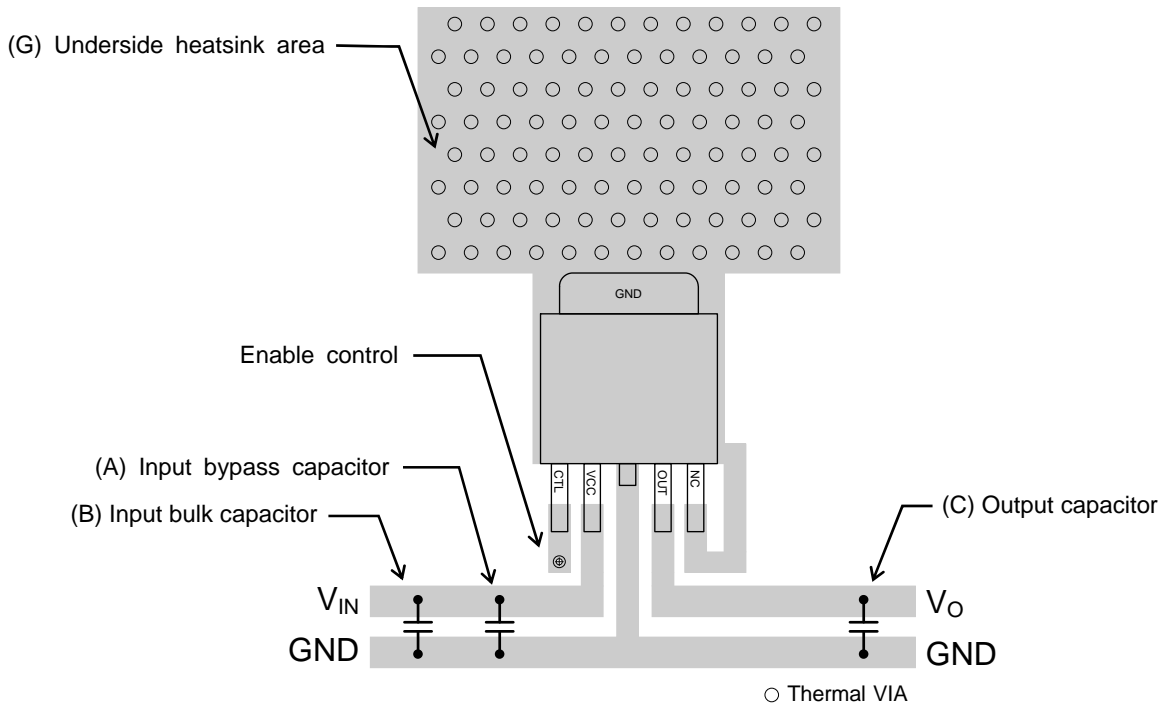 (G) Underside heatsink area
GND
Enable control
CTL
VCC
OUT
NC
(A) Input bypass capacitor
(B) Input bulk capacitor
(C) Output capacitor
VIN
VO
GND
GND
Thermal VIA